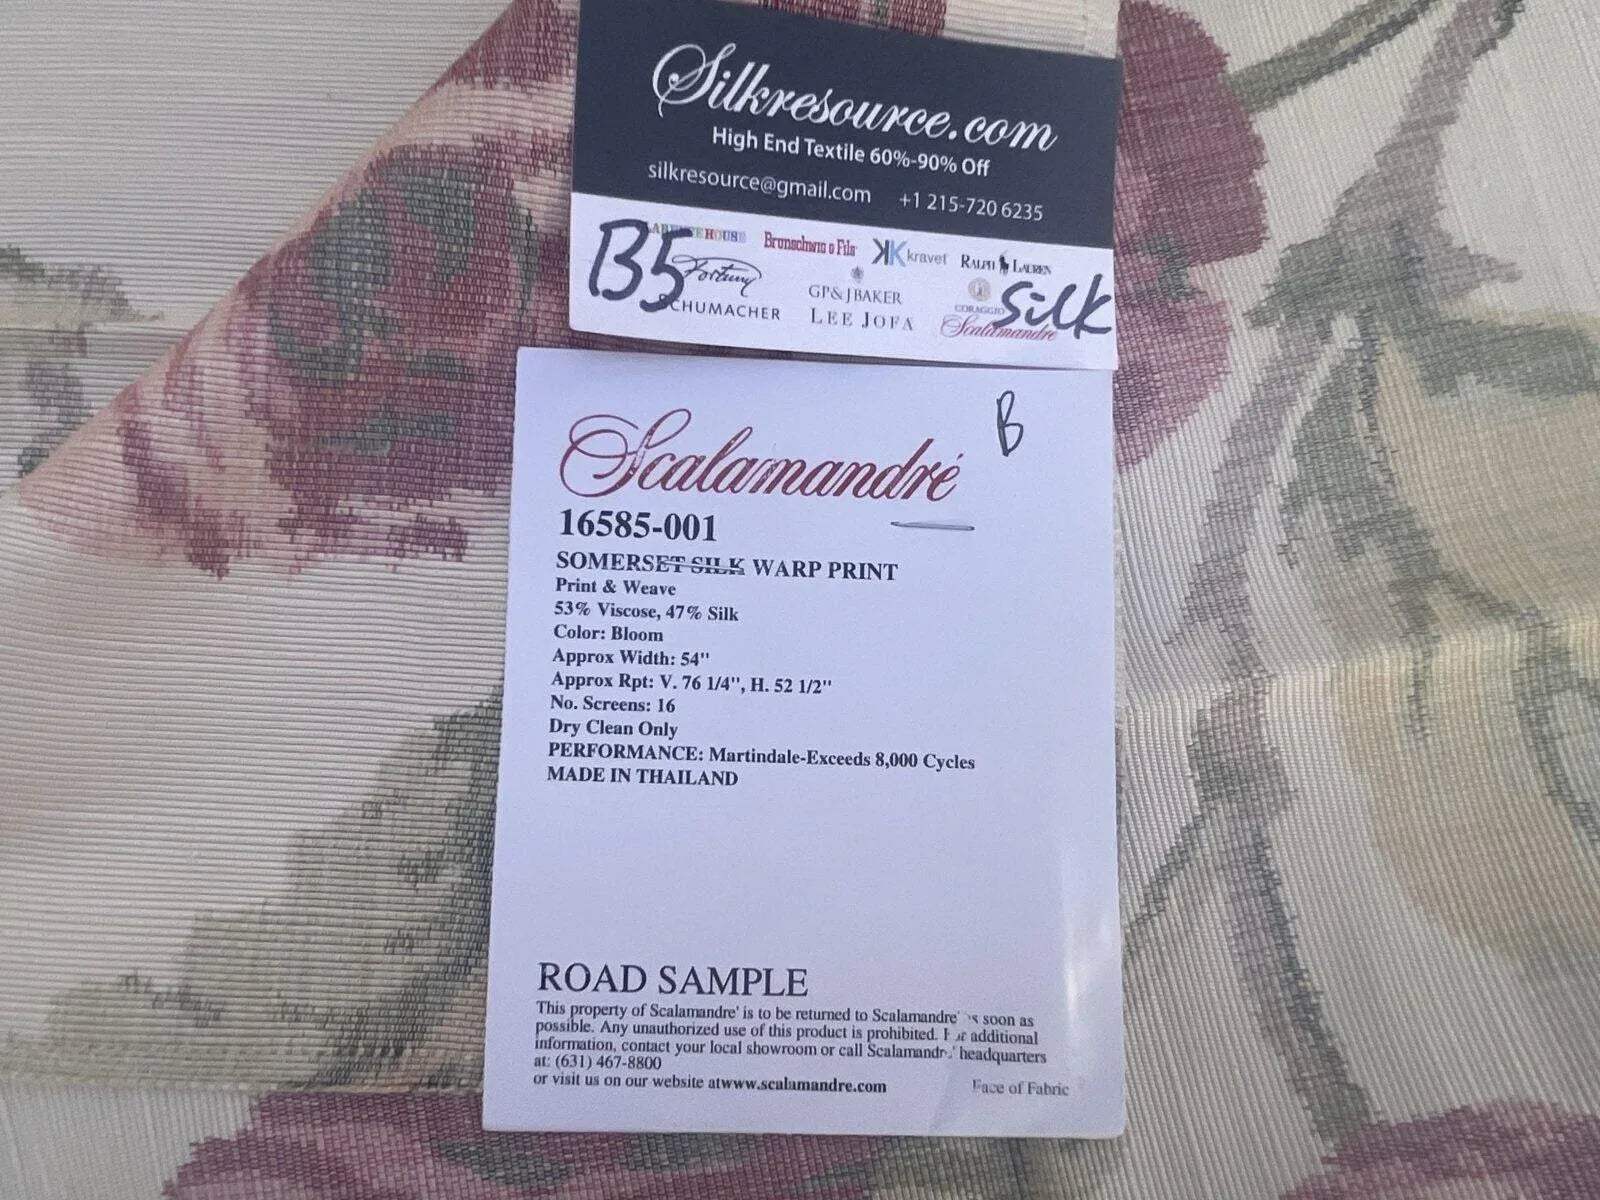 Silkresource.com
High End Textile 60%-90% Off
silkresource@gmail.com +1 215-720 6235
HOUSE Brunschwig & Fils kravet RALPH LAUREN
B5 Fortuny GP&JBAKER CORAGGIO Silk
SCHUMACHER LEE JOFA Scalamandré
B
Scalamandré
16585-001
SOMERSET SILK WARP PRINT
Print & Weave
53% Viscose, 47% Silk
Color: Bloom
Approx Width: 54"
Approx Rpt: V. 76 1/4", H. 52 1/2"
No. Screens: 16
Dry Clean Only
PERFORMANCE: Martindale-Exceeds 8,000 Cycles
MADE IN THAILAND
ROAD SAMPLE
This property of Scalamandre' is to be returned to Scalamandre' as soon as
possible. Any unauthorized use of this product is prohibited. For additional
information, contact your local showroom or call Scalamandre' headquarters
at: (631) 467-8800
or visit us on our website atwww.scalamandre.com Face of Fabric